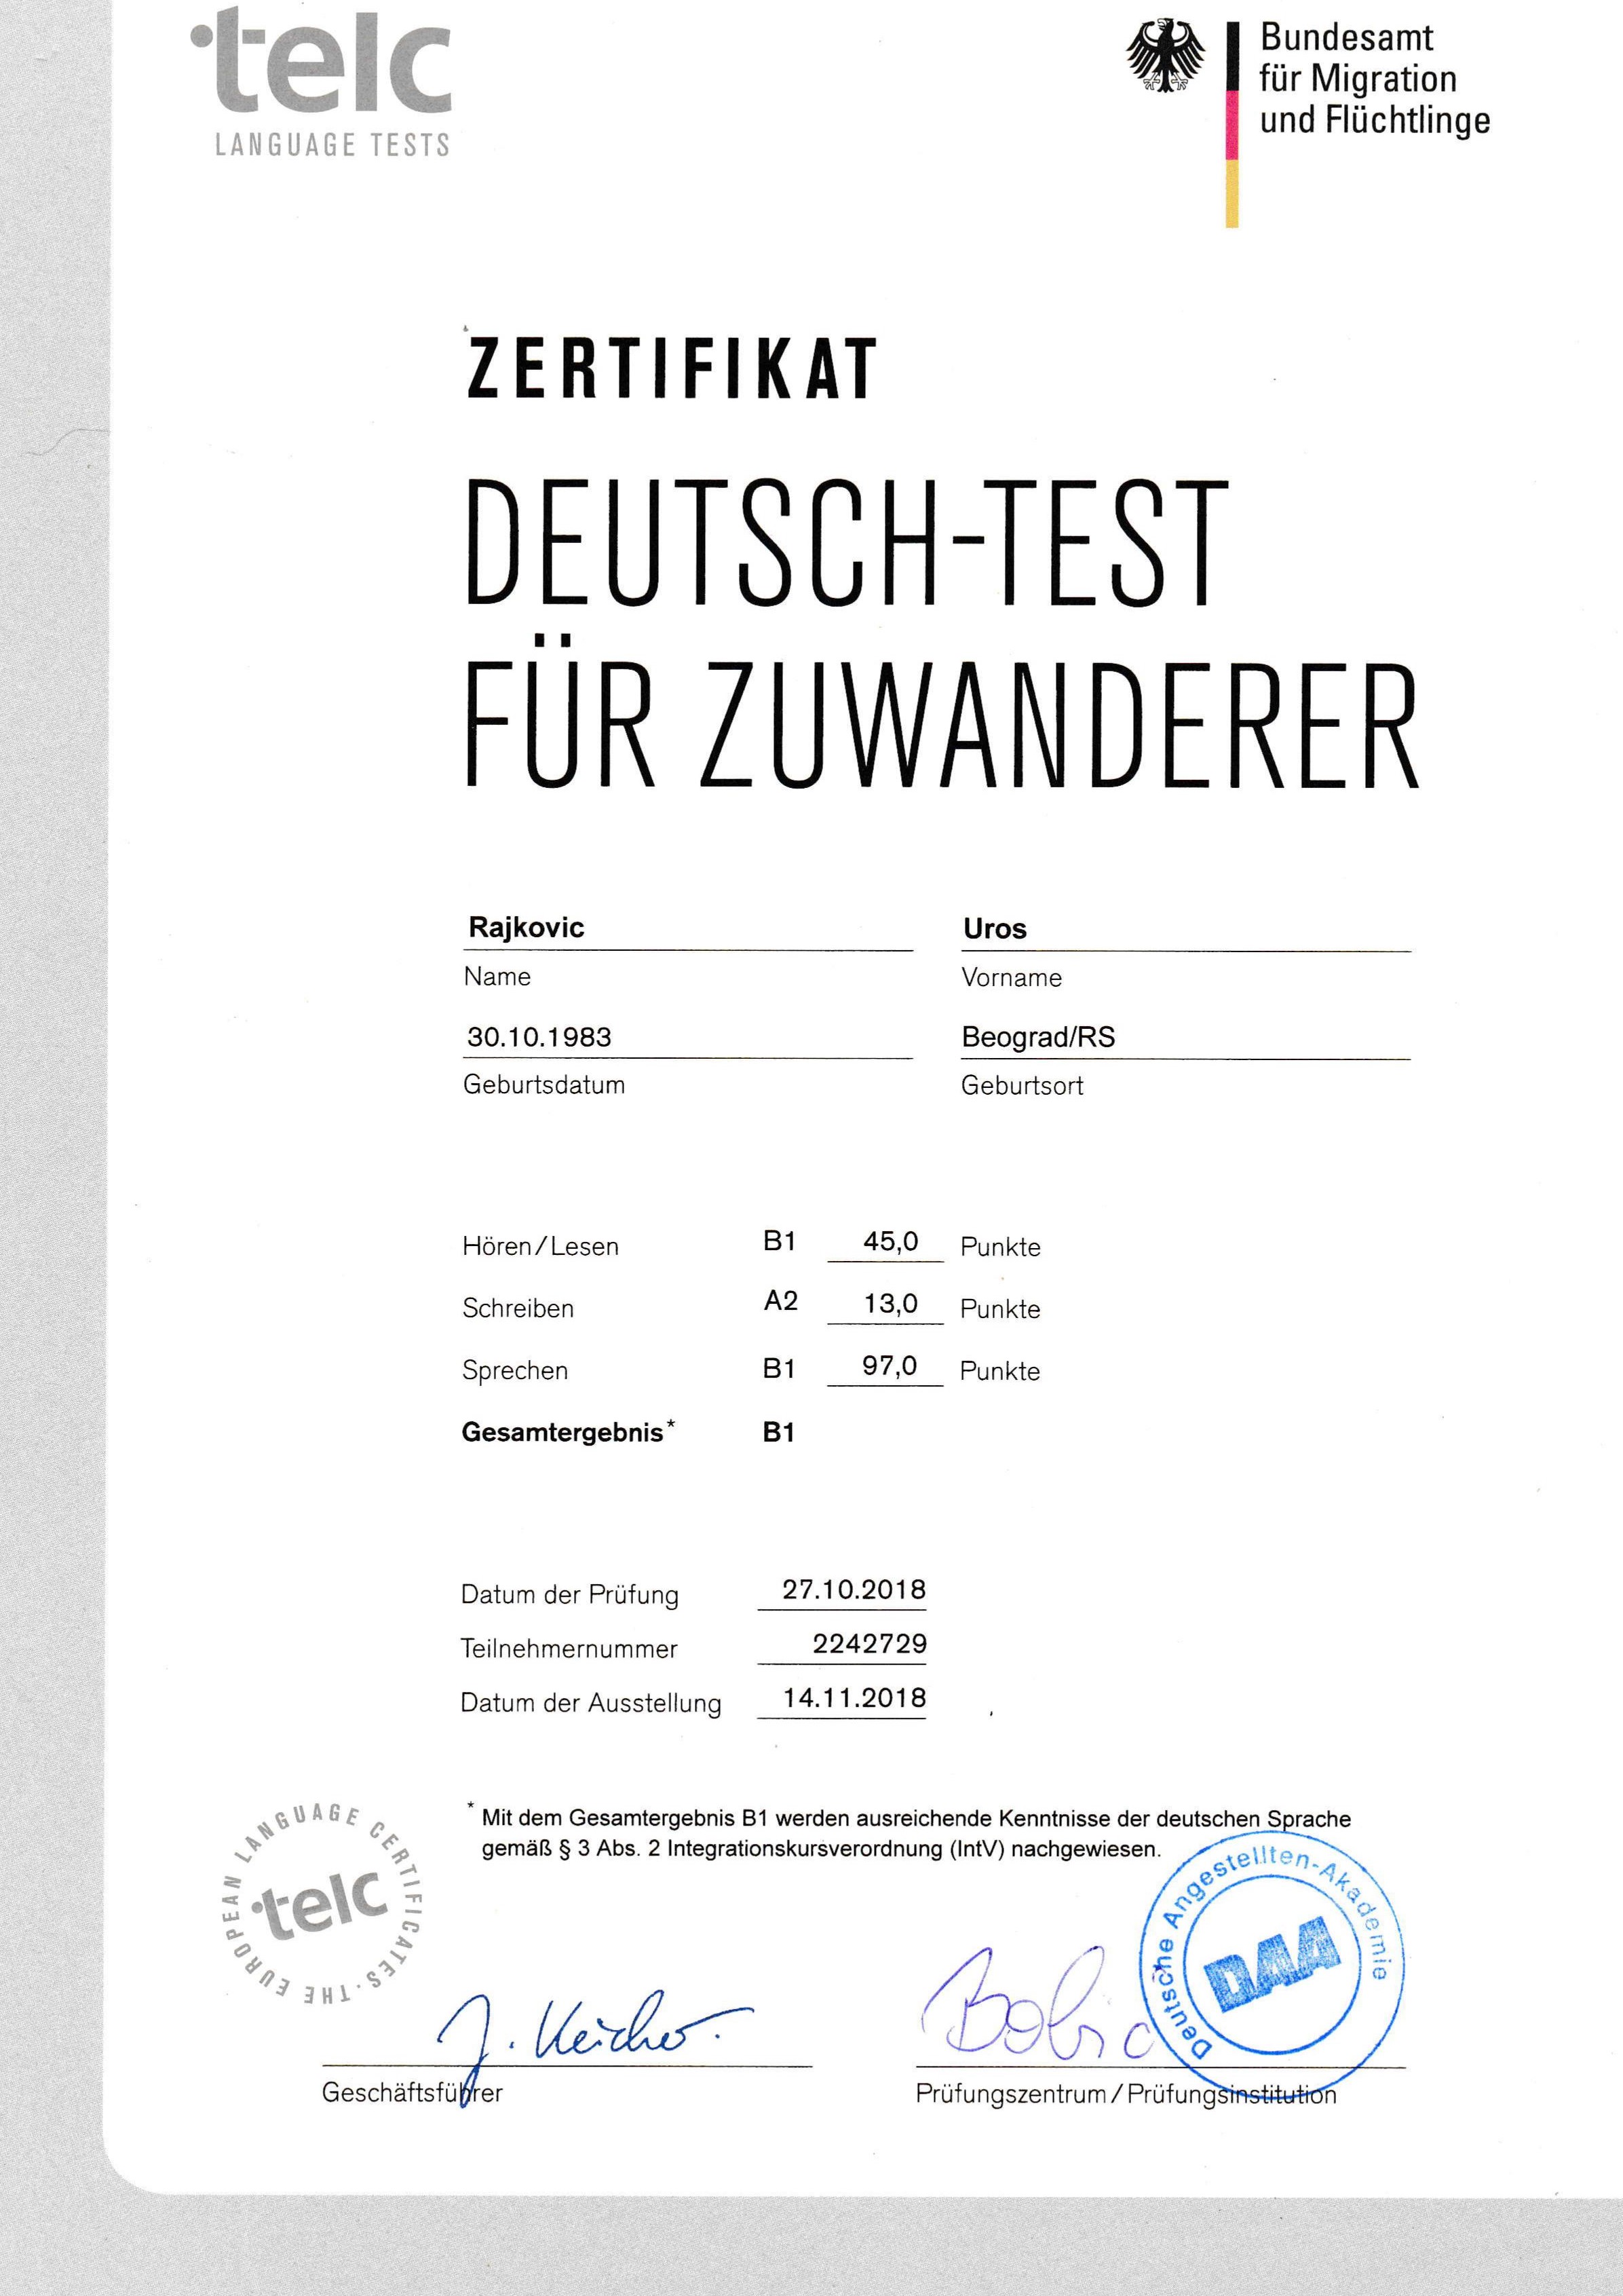 telc
LANGUAGE TESTS
Bundesamt
für Migration
und Flüchtlinge
ZERTIFIKAT
DEUTSCH-TEST
FÜR ZUWANDERER
Rajkovic Uros
Name Vorname
30.10.1983 Beograd/RS
Geburtsdatum Geburtsort
Hören/Lesen B1 45,0 Punkte
Schreiben A2 13,0 Punkte
Sprechen B1 97,0 Punkte
Gesamtergebnis* B1
Datum der Prüfung 27.10.2018
Teilnehmernummer 2242729
Datum der Ausstellung 14.11.2018
* Mit dem Gesamtergebnis B1 werden ausreichende Kenntnisse der deutschen Sprache
gemäß § 3 Abs. 2 Integrationskursverordnung (IntV) nachgewiesen.
THE EUROPEAN LANGUAGE CERTIFICATES ·
telc
Deutsche Angestellten-Akademie
DAA
Geschäftsführer Prüfungszentrum/Prüfungsinstitution